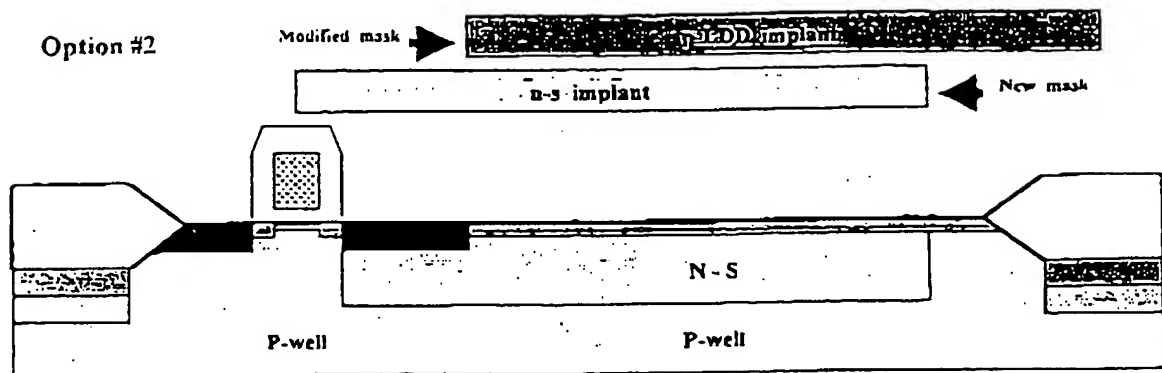 Option #2
Modified mask
LDD implant
n-s implant
New mask
N - S
P-well
P-well